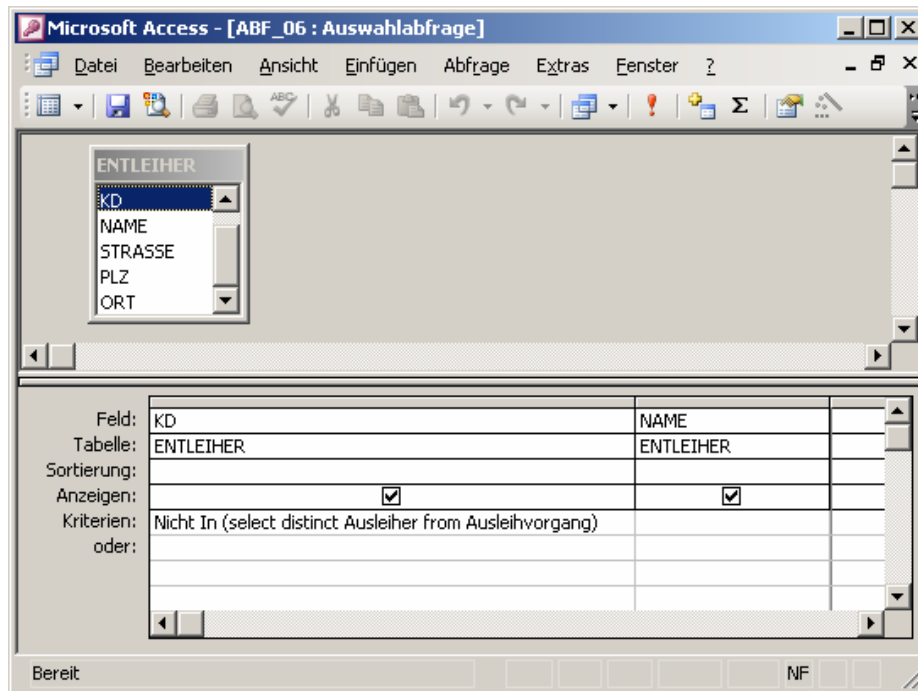 Microsoft Access - [ABF_06 : Auswahlabfrage]
Datei Bearbeiten Ansicht Einfügen Abfrage Extras Fenster ?
ABC
Σ
ENTLEIHER
KD
NAME
STRASSE
PLZ
ORT
Feld: KD NAME
Tabelle: ENTLEIHER ENTLEIHER
Sortierung:
Anzeigen:
Kriterien: Nicht In (select distinct Ausleiher from Ausleihvorgang)
oder:
Bereit NF